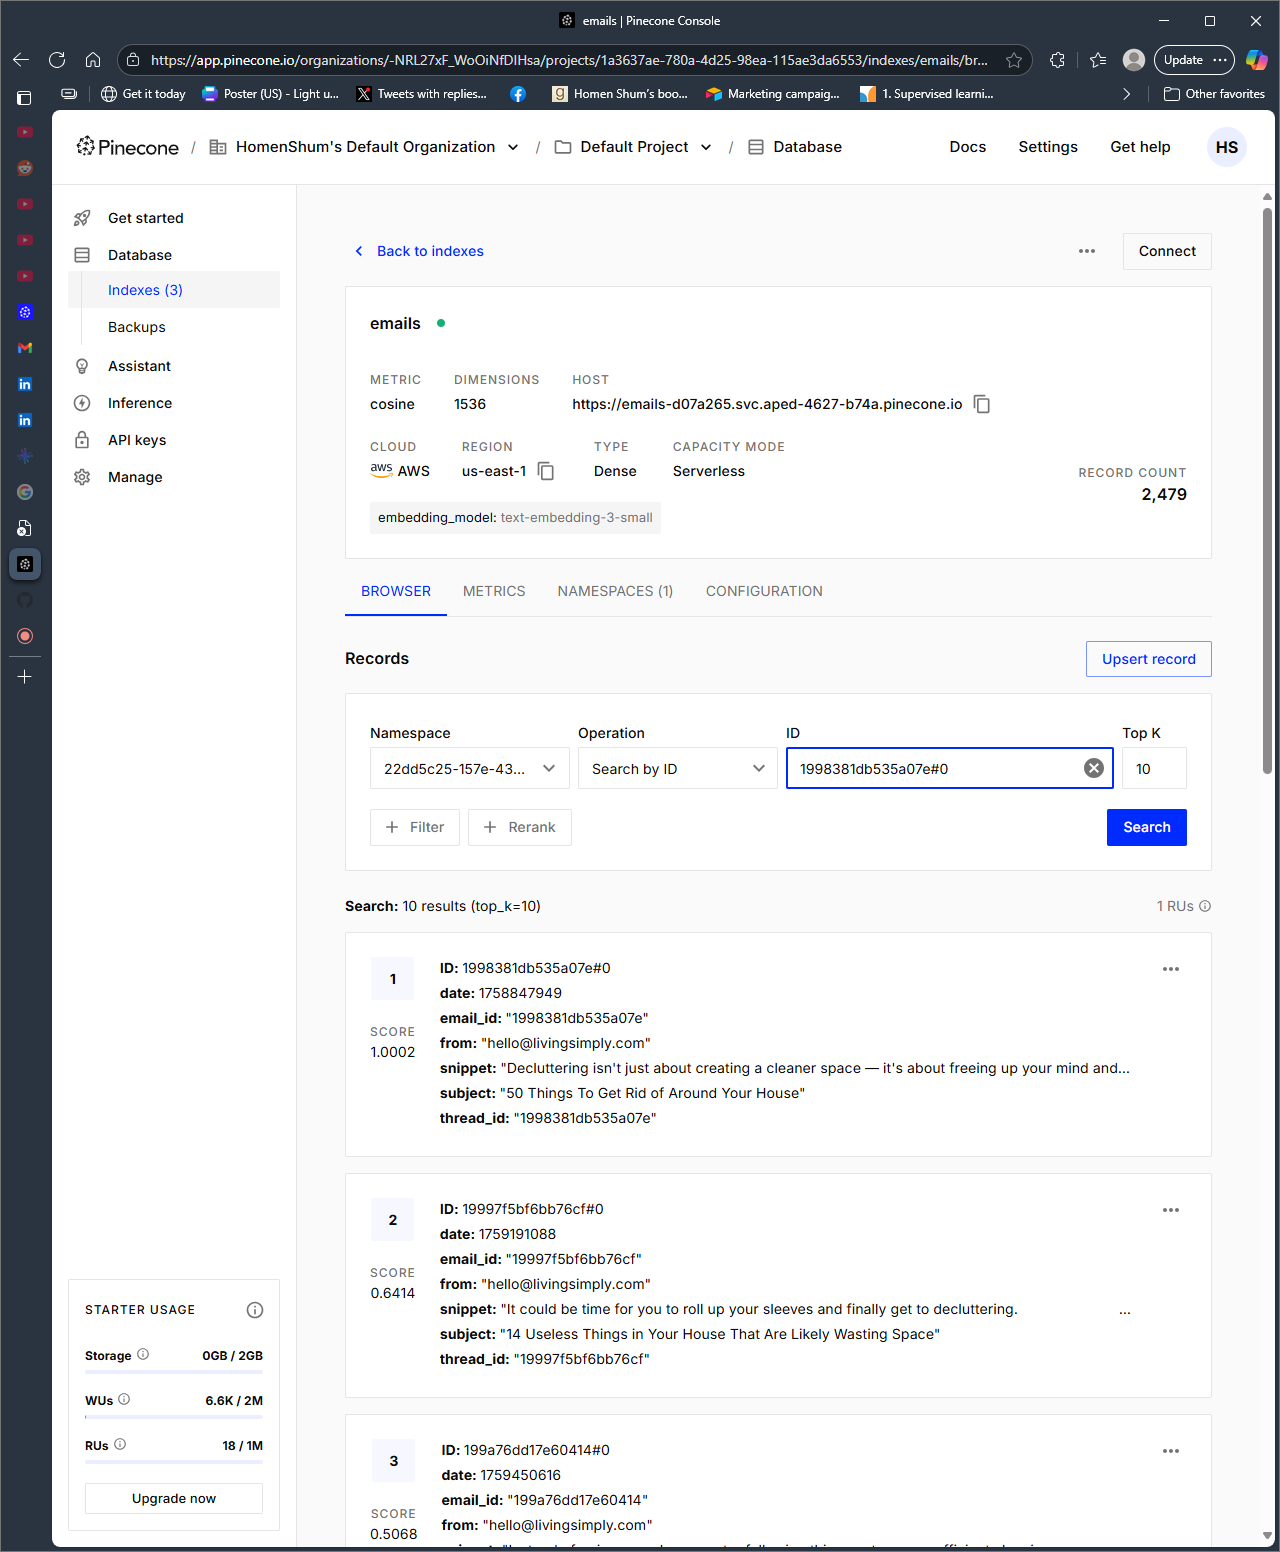 emails | Pinecone Console
https://app.pinecone.io/organizations/-NRL27xF_WoOiNfDIHsa/projects/1a3637ae-780a-4d25-98ea-115ae3da6553/indexes/emails/br...
Update
Get it today
Poster (US) - Light u...
Tweets with replies...
Homen Shum's boo...
Marketing campaig...
1. Supervised learni...
Other favorites
Pinecone / HomenShum's Default Organization / Default Project / Database
Docs
Settings
Get help
HS
Get started
Database
Indexes (3)
Backups
Assistant
Inference
API keys
Manage
STARTER USAGE
Storage 0GB / 2GB
WUs 6.6K / 2M
RUs 18 / 1M
Upgrade now
Back to indexes
Connect
emails
METRIC DIMENSIONS HOST
cosine 1536 https://emails-d07a265.svc.aped-4627-b74a.pinecone.io
CLOUD REGION TYPE CAPACITY MODE
aws AWS us-east-1 Dense Serverless
RECORD COUNT
2,479
embedding_model: text-embedding-3-small
BROWSER METRICS NAMESPACES (1) CONFIGURATION
Records
Upsert record
Namespace Operation ID Top K
22dd5c25-157e-43... Search by ID 1998381db535a07e#0 10
Filter Rerank Search
Search: 10 results (top_k=10)
1 RUs
1
SCORE
1.0002
ID: 1998381db535a07e#0
date: 1758847949
email_id: "1998381db535a07e"
from: "hello@livingsimply.com"
snippet: "Decluttering isn't just about creating a cleaner space — it's about freeing up your mind and...
subject: "50 Things To Get Rid of Around Your House"
thread_id: "1998381db535a07e"
2
SCORE
0.6414
ID: 19997f5bf6bb76cf#0
date: 1759191088
email_id: "19997f5bf6bb76cf"
from: "hello@livingsimply.com"
snippet: "It could be time for you to roll up your sleeves and finally get to decluttering. ...
subject: "14 Useless Things in Your House That Are Likely Wasting Space"
thread_id: "19997f5bf6bb76cf"
3
SCORE
0.5068
ID: 199a76dd17e60414#0
date: 1759450616
email_id: "199a76dd17e60414"
from: "hello@livingsimply.com"